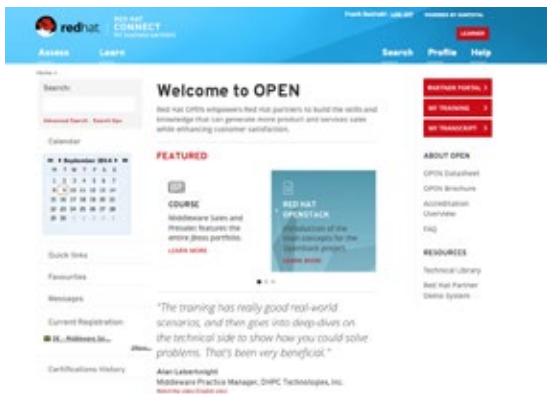 redhat
RED HAT
CONNECT
for business partners
LOG OUT
LEARNER
Assess Learn
Search Profile Help
Home >
Search:
Advanced Search Search Tips
Calendar
September 2014
Quick links
Favourites
Messages
Current Registration
Certifications History
Welcome to OPEN
Red Hat OPEN empowers Red Hat partners to build the skills and
knowledge that can generate more product and services sales
while enhancing customer satisfaction.
FEATURED
COURSE
Middleware Sales and
Presales features the
entire JBoss portfolio.
LEARN MORE
RED HAT
OPENSTACK
Introduction of the
main concepts for the
OpenStack project.
LEARN MORE
"The training has really good real-world
scenarios, and then goes into deep-dives on
the technical side to show how you could solve
problems. That's been very beneficial."
Alan
Middleware Practice Manager, DHPC Technologies, Inc.
PARTNER PORTAL >
MY TRAINING >
MY TRANSCRIPT >
ABOUT OPEN
OPEN Datasheet
OPEN Brochure
Accreditation
Overview
FAQ
RESOURCES
Technical Library
Red Hat Partner
Demo System